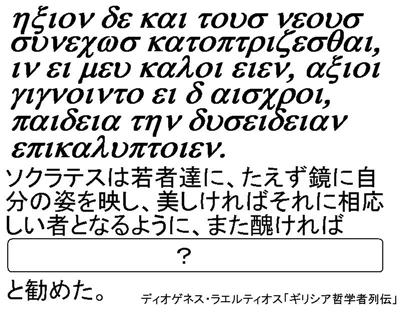 ηξιον δε και τουσ νεουσ
συνεχωσ κατοπτριζεσθαι,
ιν ει μευ καλοι ειεν, αξιοι
γιγνοιντο ει δ αισχροι,
παιδεια την δυσειδειαν
επικαλυπτοιεν.
ソクラテスは若者達に、たえず鏡に自
分の姿を映し、美しければそれに相応
しい者となるように、また醜ければ
？
と勧めた。 ディオゲネス・ラエルティオス「ギリシア哲学者列伝」